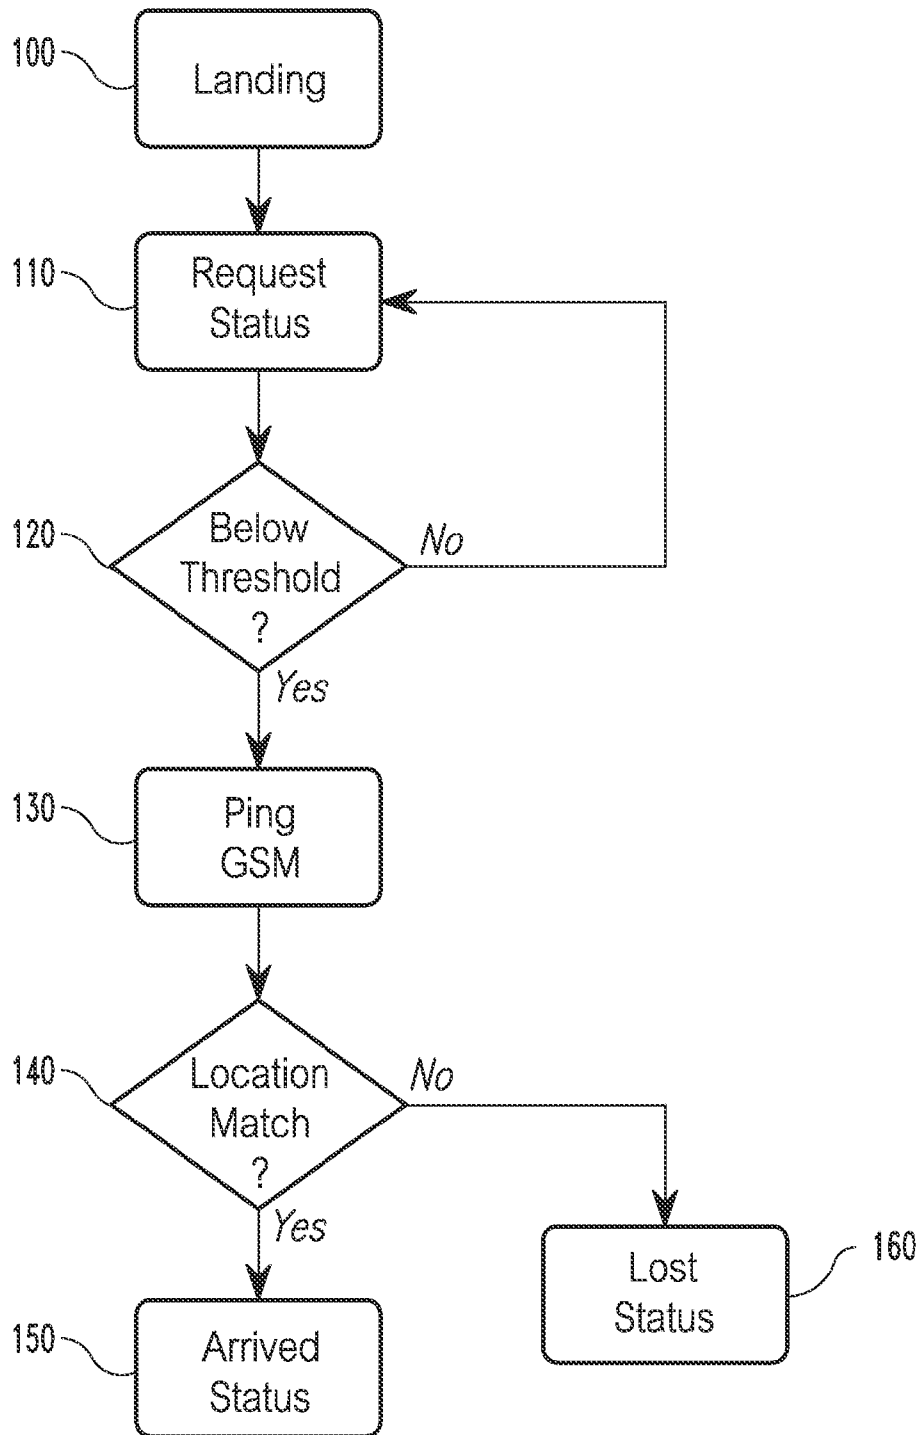 100
Landing
110
Request
Status
120
Below
Threshold
?
No
Yes
130
Ping
GSM
140
Location
Match
?
No
Yes
150
Arrived
Status
160
Lost
Status